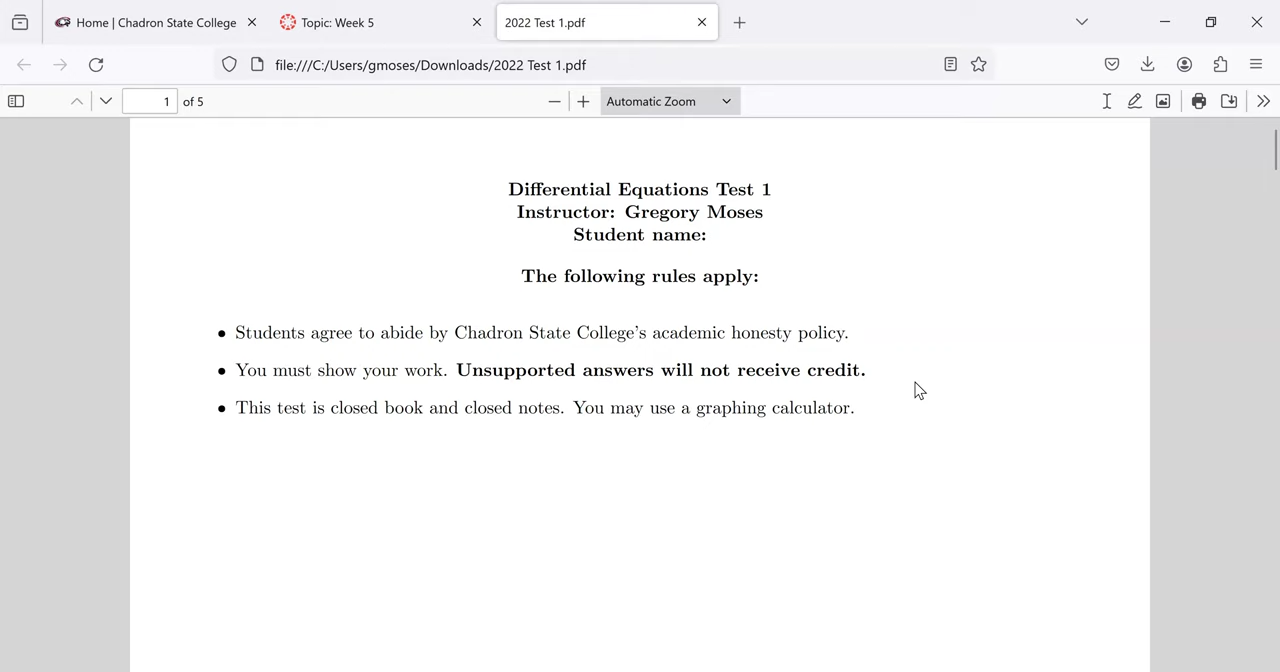 Home | Chadron State College
Topic: Week 5
2022 Test 1.pdf
file:///C:/Users/gmoses/Downloads/2022 Test 1.pdf
1 of 5
Automatic Zoom
Differential Equations Test 1
Instructor: Gregory Moses
Student name:
The following rules apply:
• Students agree to abide by Chadron State College's academic honesty policy.
• You must show your work. Unsupported answers will not receive credit.
• This test is closed book and closed notes. You may use a graphing calculator.